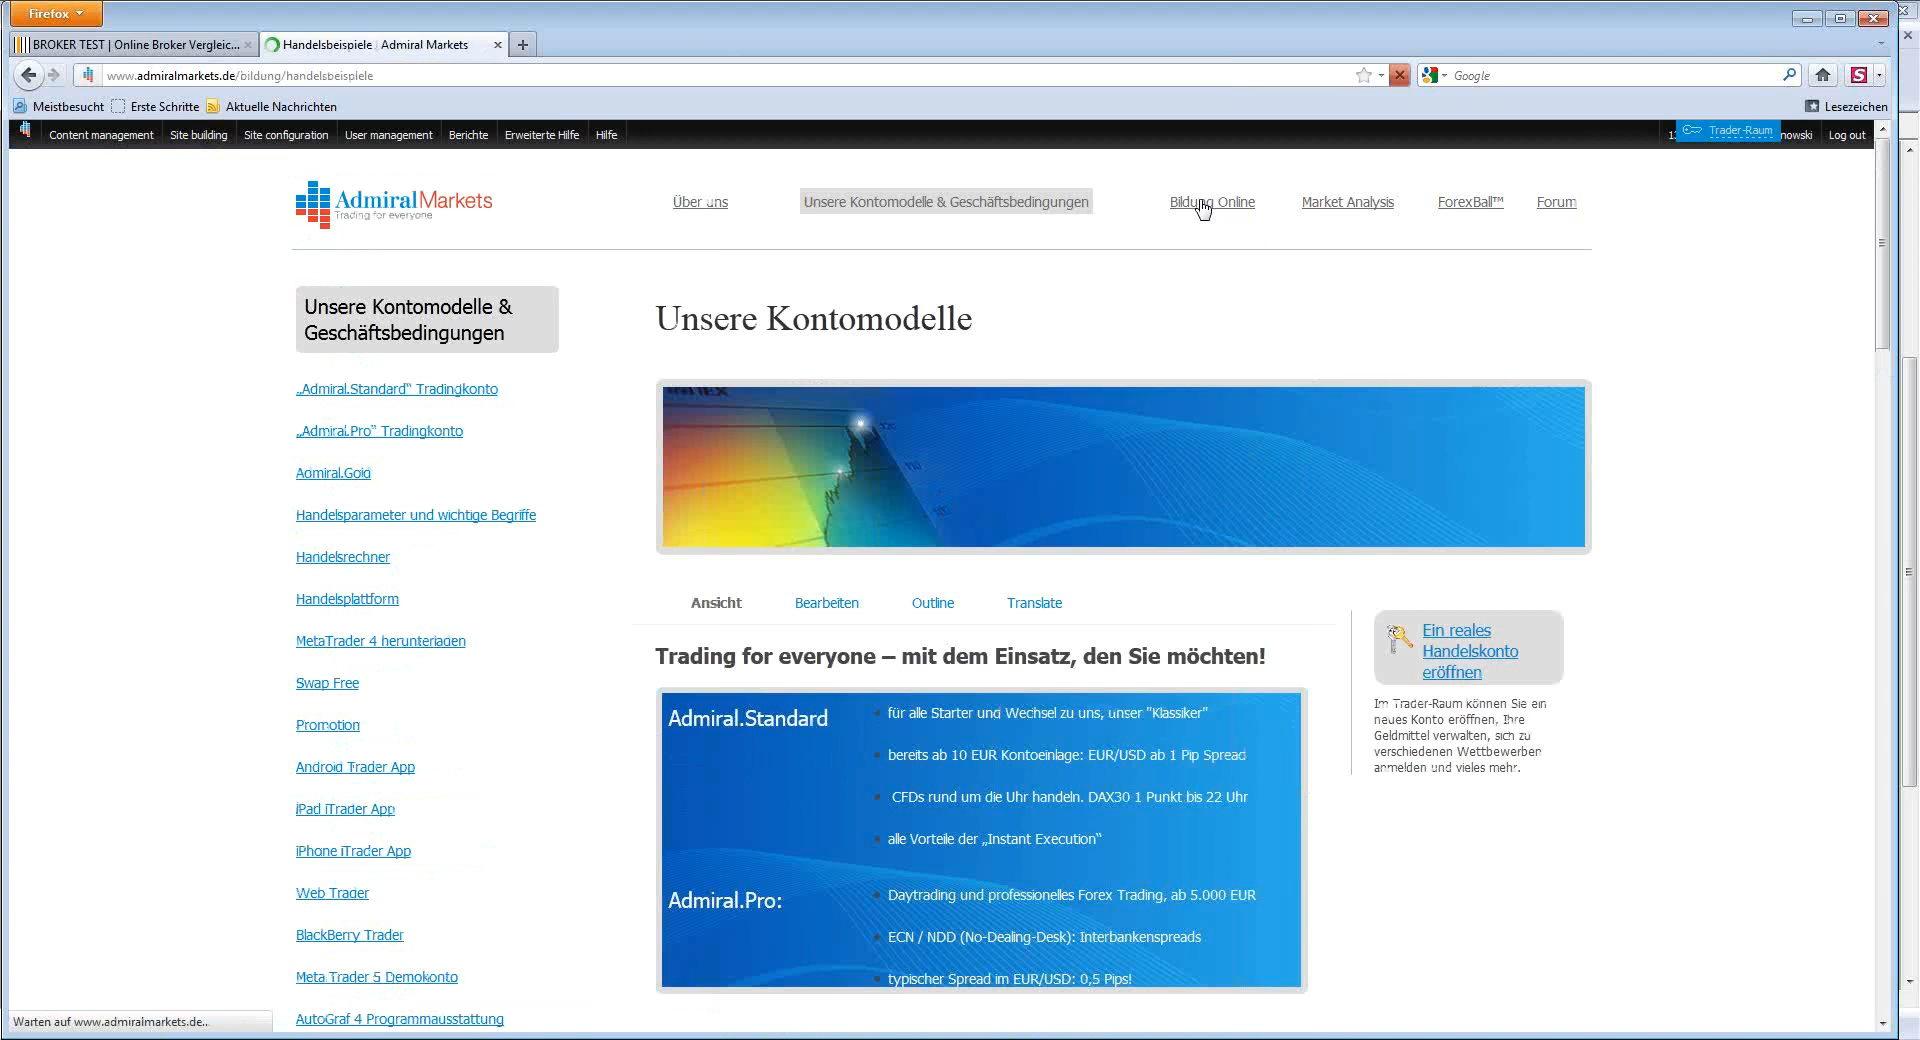 Firefox
BROKER TEST | Online Broker Vergleic...
Handelsbeispiele | Admiral Markets
www.admiralmarkets.de/bildung/handelsbeispiele
Google
Meistbesucht
Erste Schritte
Aktuelle Nachrichten
Lesezeichen
Content management
Site building
Site configuration
User management
Berichte
Erweiterte Hilfe
Hilfe
Trader-Raum
nowski
Log out
AdmiralMarkets
Trading for everyone
Über uns
Unsere Kontomodelle & Geschäftsbedingungen
Bildung Online
Market Analysis
ForexBall™
Forum
Unsere Kontomodelle &
Geschäftsbedingungen
„Admiral.Standard“ Tradingkonto
„Admiral.Pro“ Tradingkonto
Admiral.Gold
Handelsparameter und wichtige Begriffe
Handelsrechner
Handelsplattform
MetaTrader 4 herunterladen
Swap Free
Promotion
Android Trader App
iPad iTrader App
iPhone iTrader App
Web Trader
BlackBerry Trader
Meta Trader 5 Demokonto
AutoGraf 4 Programmausstattung
Unsere Kontomodelle
Ansicht
Bearbeiten
Outline
Translate
Trading for everyone – mit dem Einsatz, den Sie möchten!
Admiral.Standard
für alle Starter und Wechsel zu uns, unser "Klassiker"
bereits ab 10 EUR Kontoeinlage: EUR/USD ab 1 Pip Spread
CFDs rund um die Uhr handeln. DAX30 1 Punkt bis 22 Uhr
alle Vorteile der „Instant Execution“
Admiral.Pro:
Daytrading und professionelles Forex Trading, ab 5.000 EUR
ECN / NDD (No-Dealing-Desk): Interbankenspreads
typischer Spread im EUR/USD: 0,5 Pips!
Ein reales
Handelskonto
eröffnen
Im Trader-Raum können Sie ein
neues Konto eröffnen, Ihre
Geldmittel verwalten, sich zu
verschiedenen Wettbewerben
anmelden und vieles mehr.
Warten auf www.admiralmarkets.de...